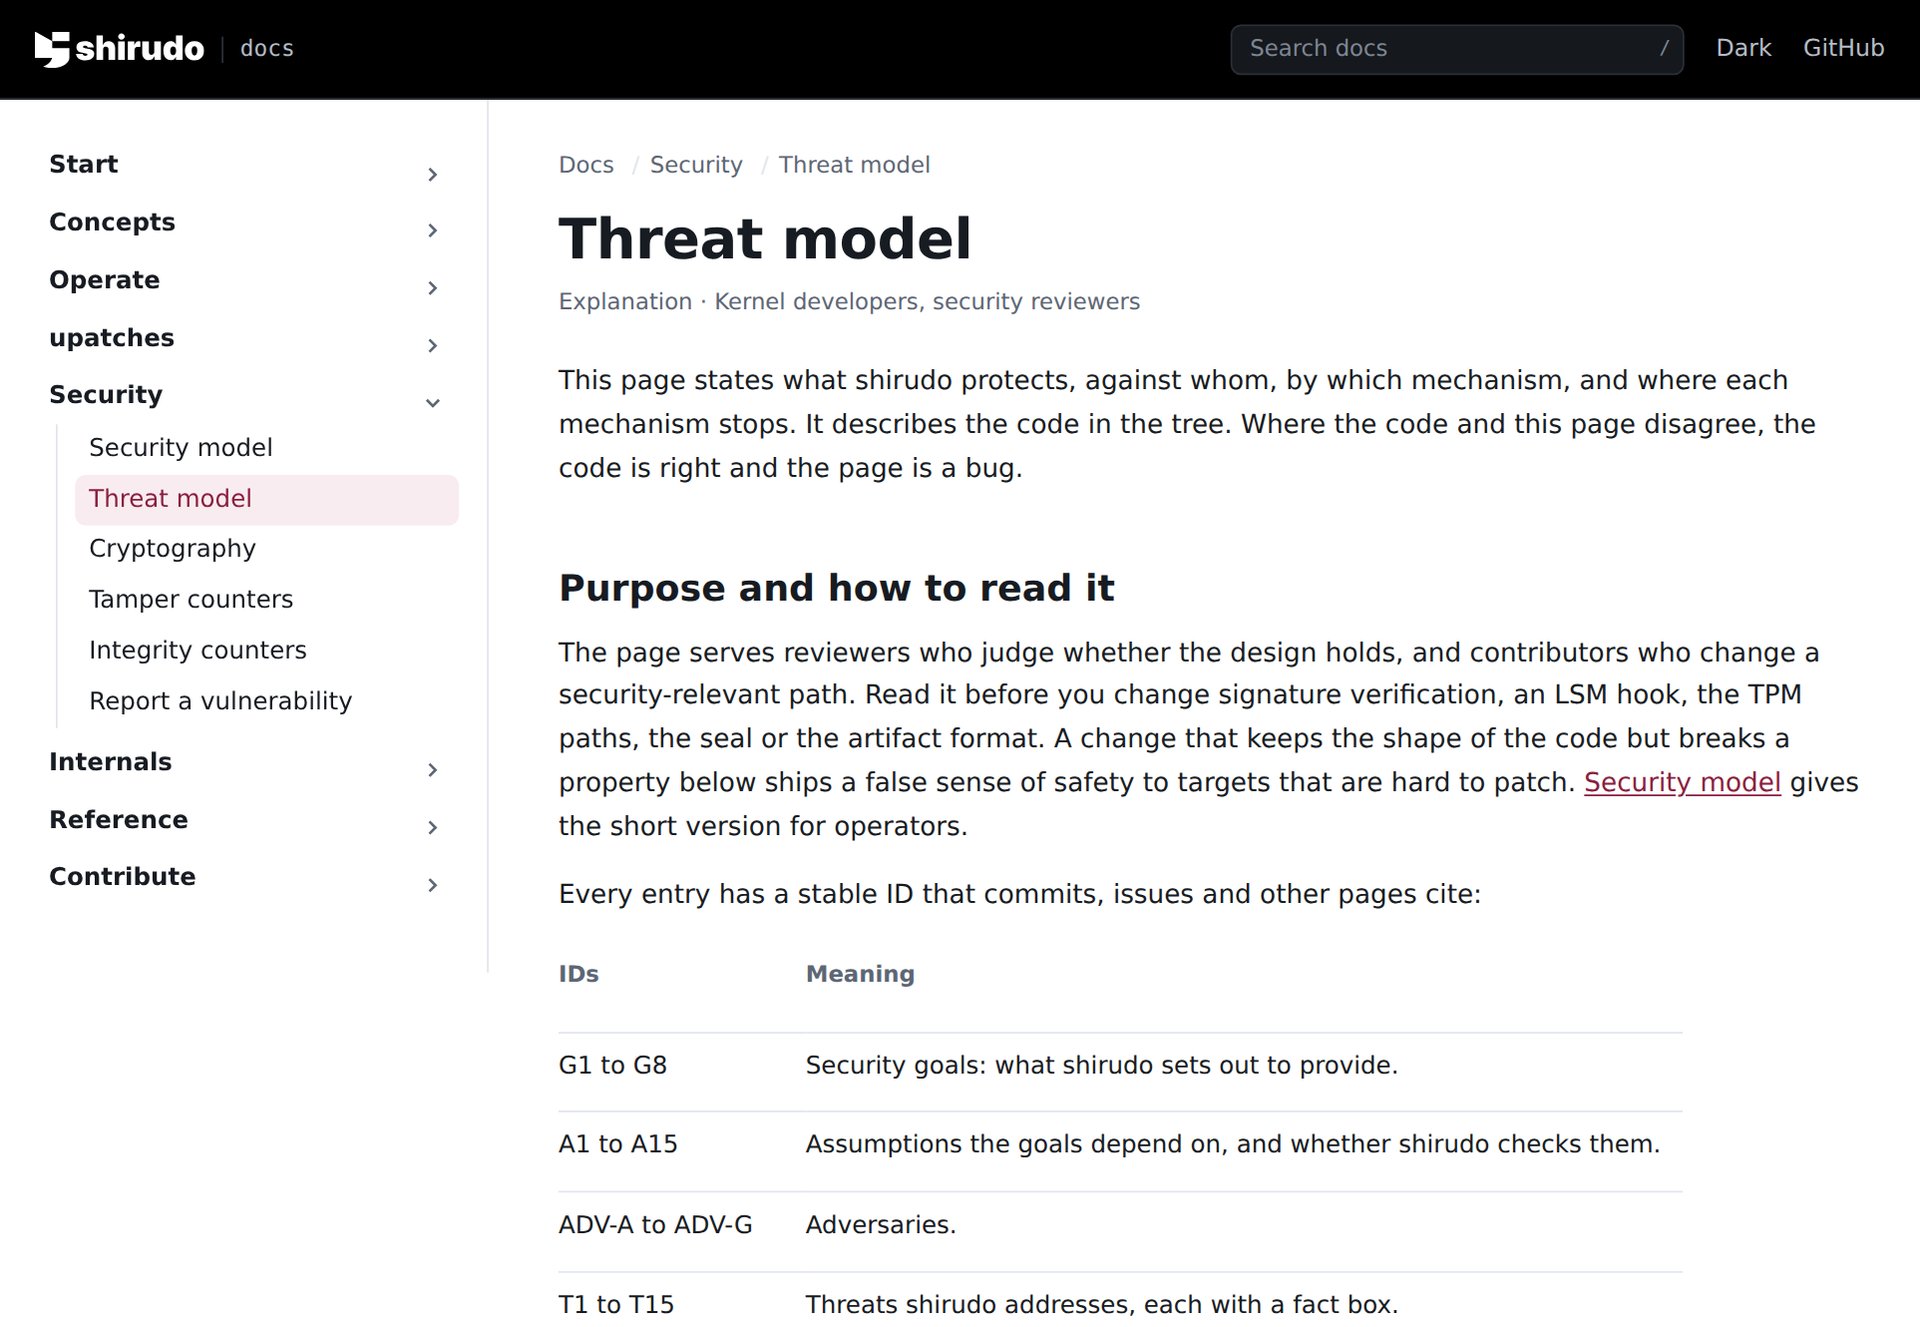 shirudo docs
Search docs /
Dark
GitHub
Start
Concepts
Operate
upatches
Security
Security model
Threat model
Cryptography
Tamper counters
Integrity counters
Report a vulnerability
Internals
Reference
Contribute
Docs / Security / Threat model
Threat model
Explanation · Kernel developers, security reviewers
This page states what shirudo protects, against whom, by which mechanism, and where each
mechanism stops. It describes the code in the tree. Where the code and this page disagree, the
code is right and the page is a bug.
Purpose and how to read it
The page serves reviewers who judge whether the design holds, and contributors who change a
security-relevant path. Read it before you change signature verification, an LSM hook, the TPM
paths, the seal or the artifact format. A change that keeps the shape of the code but breaks a
property below ships a false sense of safety to targets that are hard to patch. Security model gives
the short version for operators.
Every entry has a stable ID that commits, issues and other pages cite:
IDs Meaning
G1 to G8 Security goals: what shirudo sets out to provide.
A1 to A15 Assumptions the goals depend on, and whether shirudo checks them.
ADV-A to ADV-G Adversaries.
T1 to T15 Threats shirudo addresses, each with a fact box.